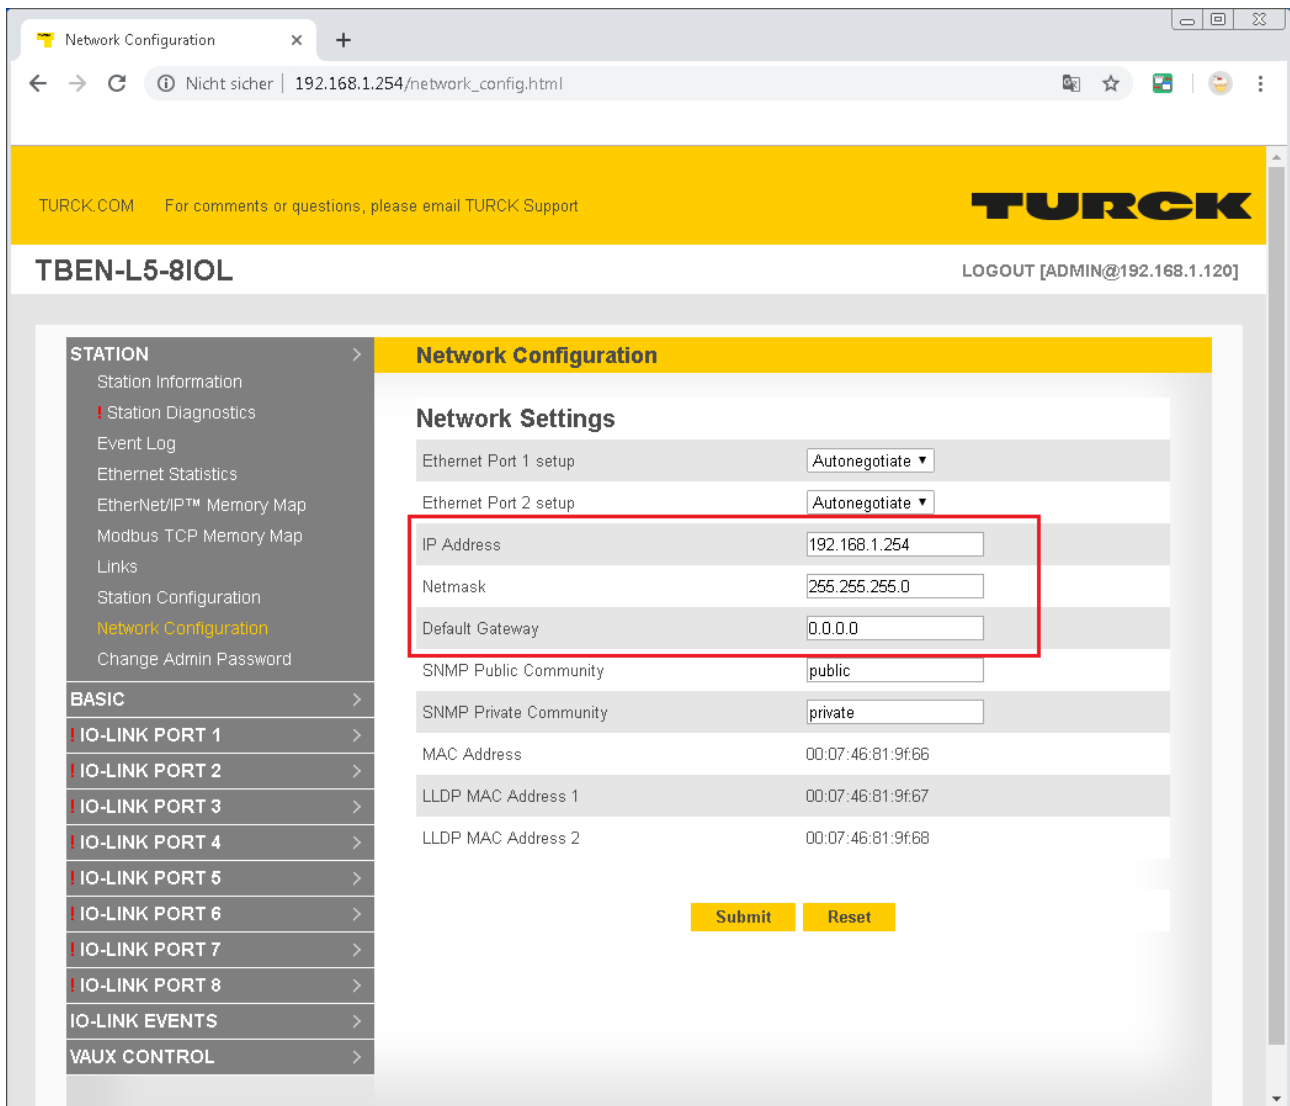 Network Configuration
Nicht sicher | 192.168.1.254/network_config.html
TURCK.COM For comments or questions, please email TURCK Support
TURCK
TBEN-L5-8IOL
LOGOUT [ADMIN@192.168.1.120]
STATION
Station Information
! Station Diagnostics
Event Log
Ethernet Statistics
EtherNet/IP™ Memory Map
Modbus TCP Memory Map
Links
Station Configuration
Network Configuration
Change Admin Password
BASIC
! IO-LINK PORT 1
! IO-LINK PORT 2
! IO-LINK PORT 3
! IO-LINK PORT 4
! IO-LINK PORT 5
! IO-LINK PORT 6
! IO-LINK PORT 7
! IO-LINK PORT 8
IO-LINK EVENTS
VAUX CONTROL
Network Configuration
Network Settings
Ethernet Port 1 setup Autonegotiate
Ethernet Port 2 setup Autonegotiate
IP Address 192.168.1.254
Netmask 255.255.255.0
Default Gateway 0.0.0.0
SNMP Public Community public
SNMP Private Community private
MAC Address 00:07:46:81:9f:66
LLDP MAC Address 1 00:07:46:81:9f:67
LLDP MAC Address 2 00:07:46:81:9f:68
Submit Reset